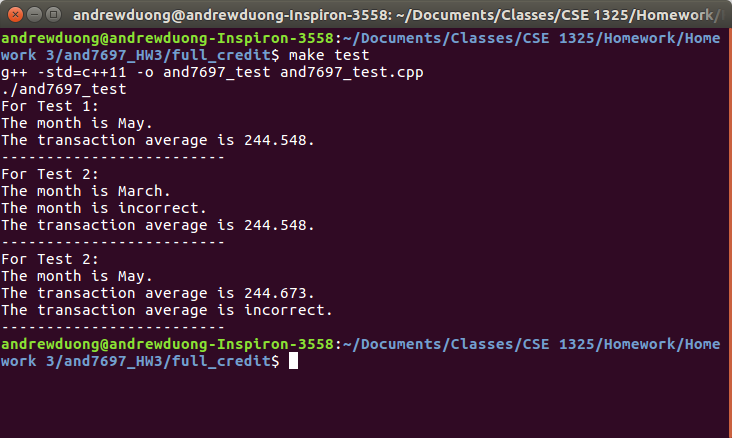 andrewduong@andrewduong-Inspiron-3558: ~/Documents/Classes/CSE 1325/Homework/
andrewduong@andrewduong-Inspiron-3558:~/Documents/Classes/CSE 1325/Homework/Home
work 3/and7697_HW3/full_credit$ make test
g++ -std=c++11 -o and7697_test and7697_test.cpp
./and7697_test
For Test 1:
The month is May.
The transaction average is 244.548.
-------------------------
For Test 2:
The month is March.
The month is incorrect.
The transaction average is 244.548.
-------------------------
For Test 2:
The month is May.
The transaction average is 244.673.
The transaction average is incorrect.
-------------------------
andrewduong@andrewduong-Inspiron-3558:~/Documents/Classes/CSE 1325/Homework/Home
work 3/and7697_HW3/full_credit$